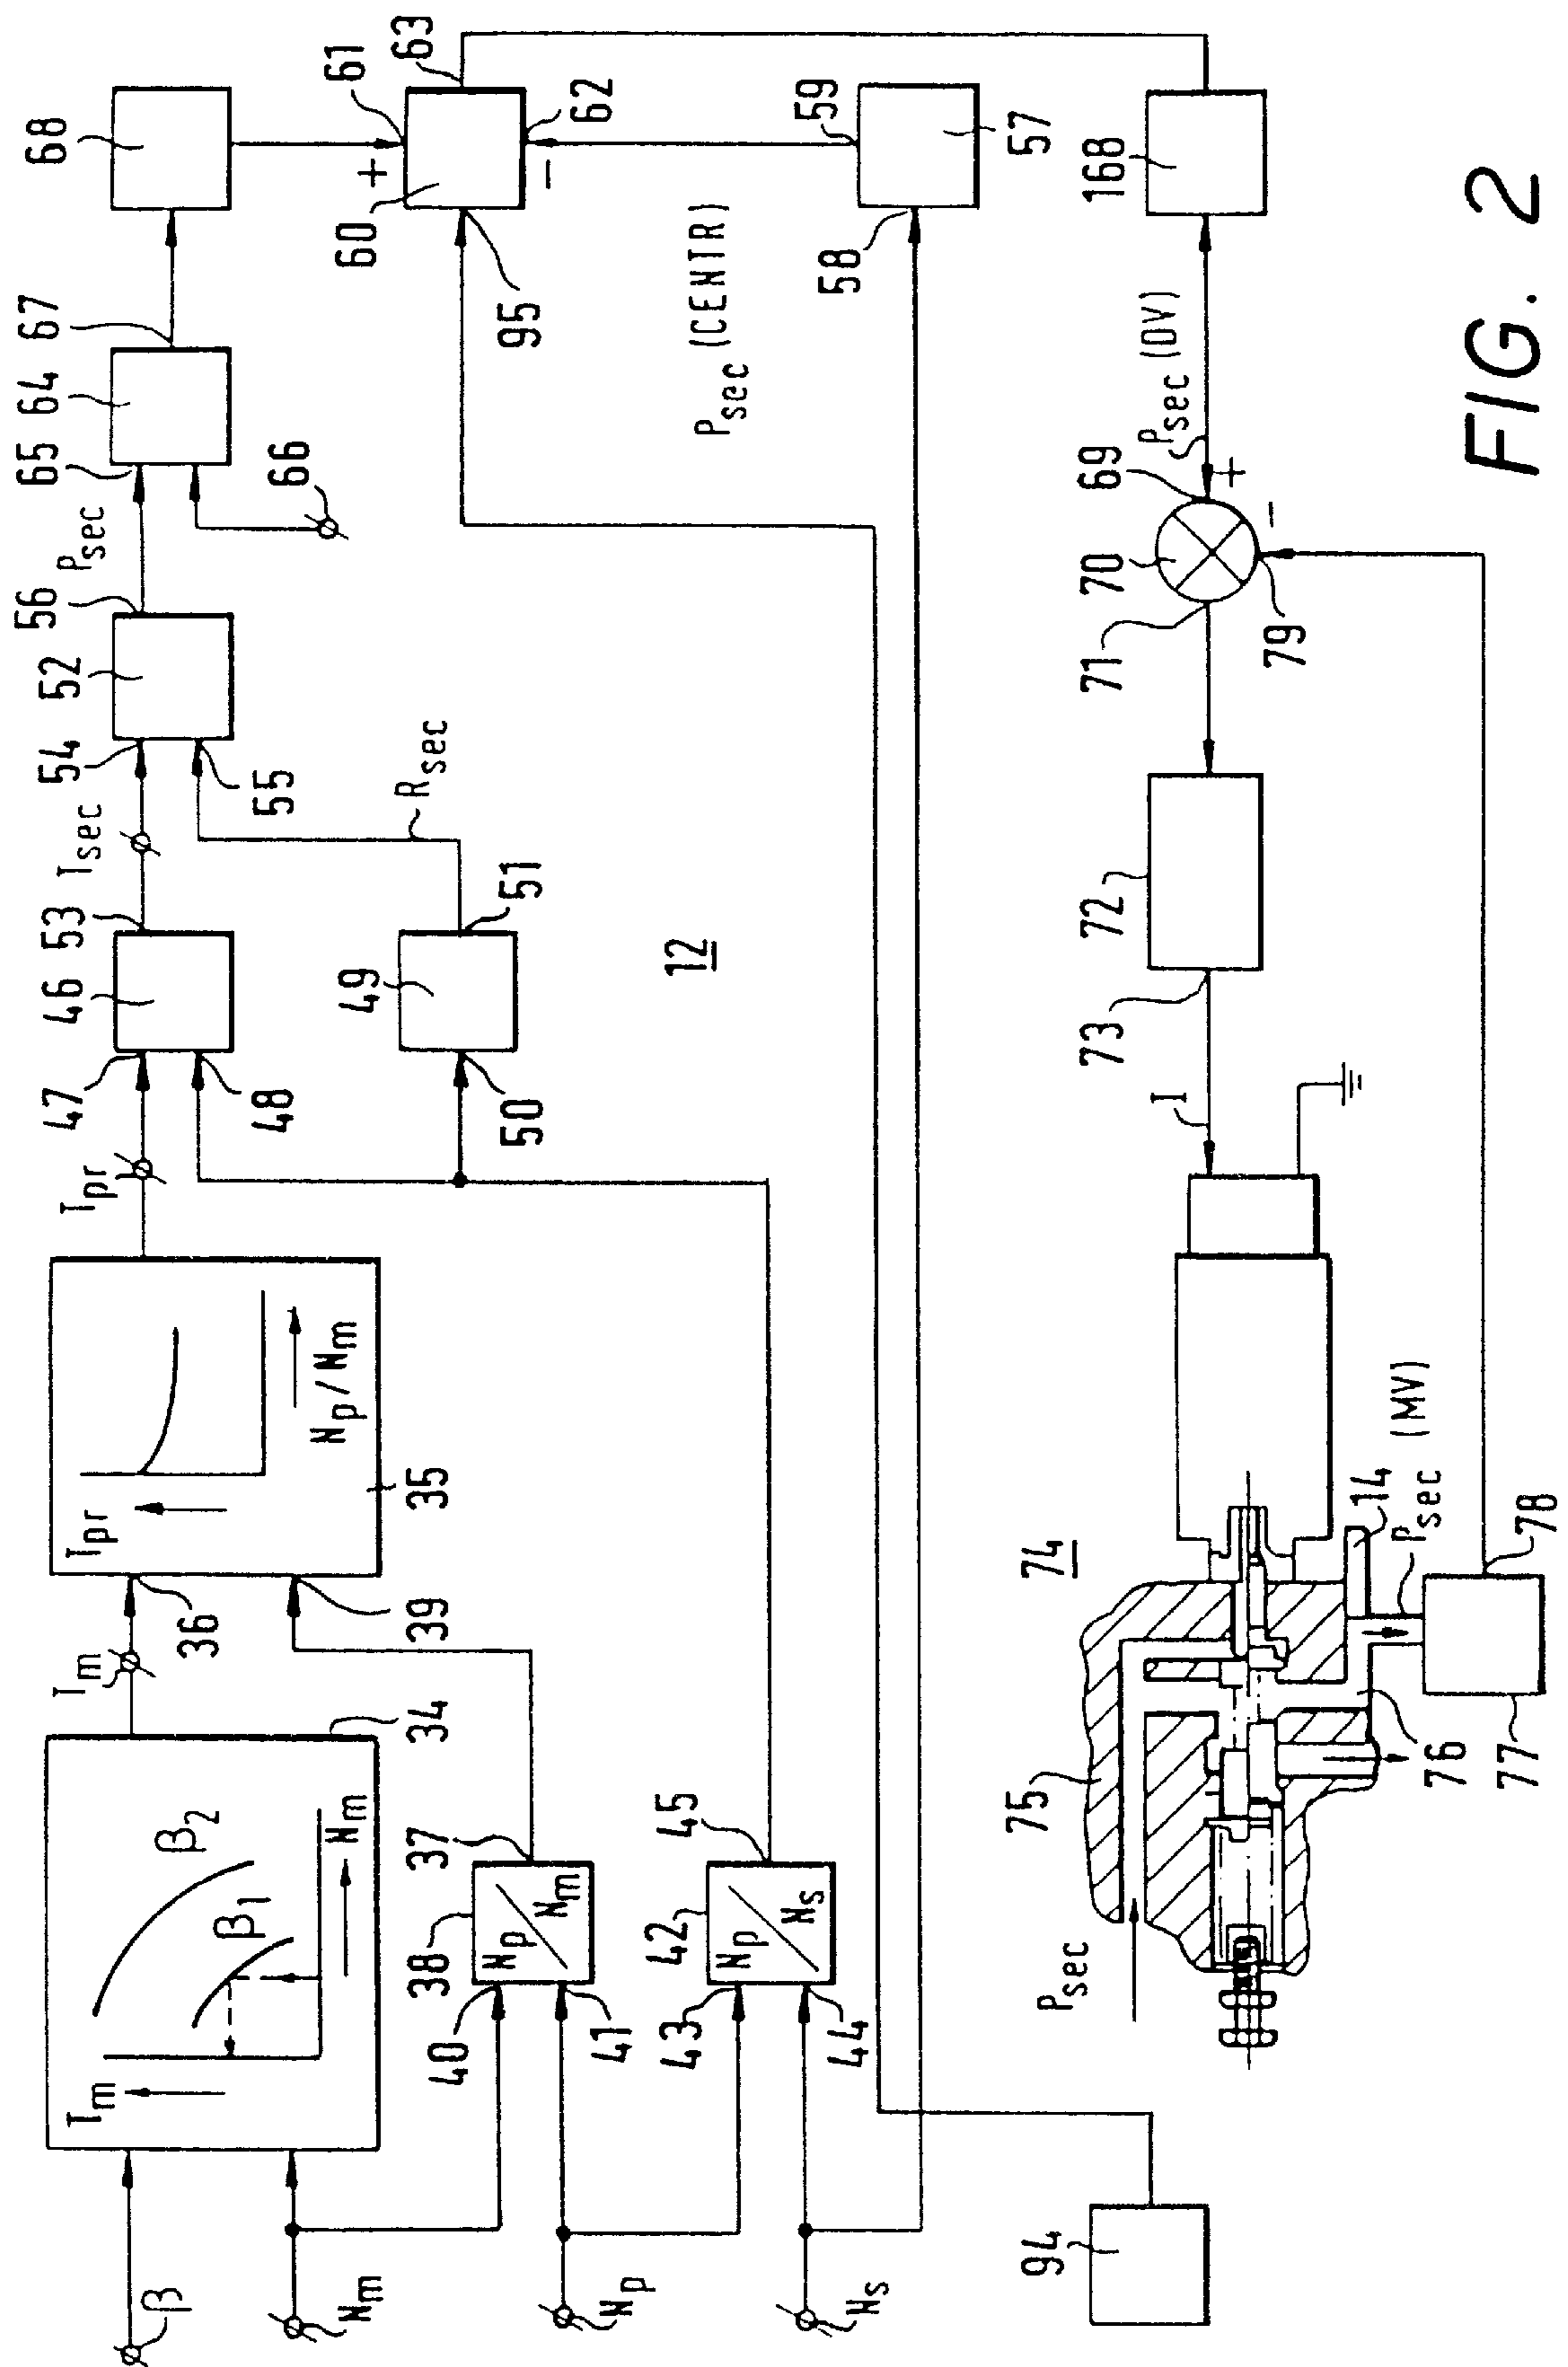 68
61
63
+
60
62
−
95
P_sec (CENTR)
59
57
58
168
67
64
65
66
P_sec
56
52
54
55
R_sec
T_sec
53
46
47
48
51
49
50
12
T_pr
T_pr
N_p / N_m
35
36
39
T_m
34
β_2
β_1
N_m
T_m
37
38
N_p / N_m
40
41
45
42
N_p / N_s
43
44
β
N_m
N_p
N_s
94
P_sec (DV)
69
+
−
70
71
79
72
73
I
74
14
P_sec (MV)
78
77
76
75
P_sec
FIG. 2